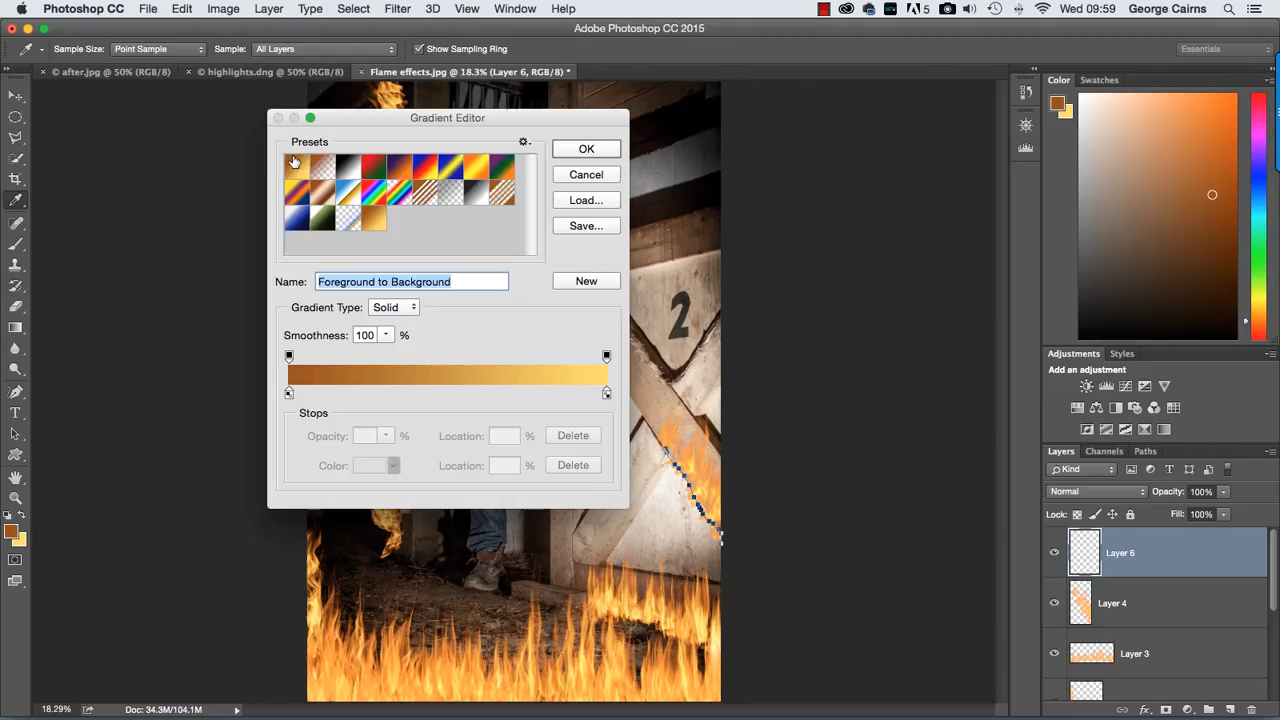 Photoshop CC File Edit Image Layer Type Select Filter 3D View Window Help 5 Wed 09:59 George Cairns
Adobe Photoshop CC 2015
Sample Size: Point Sample Sample: All Layers Show Sampling Ring Essentials
© after.jpg @ 50% (RGB/8) © highlights.dng @ 50% (RGB/8) Flame effects.jpg @ 18.3% (Layer 6, RGB/8) *
Color Swatches
Gradient Editor
Presets
OK
Cancel
Load...
Save...
Name: Foreground to Background New
Gradient Type: Solid
Smoothness: 100 %
Stops
Opacity: % Location: % Delete
Color: Location: % Delete
2
Adjustments Styles
Add an adjustment
Layers Channels Paths
Kind
Normal Opacity: 100%
Lock: Fill: 100%
Layer 6
Layer 4
Layer 3
18.29% Doc: 34.3M/104.1M
fx